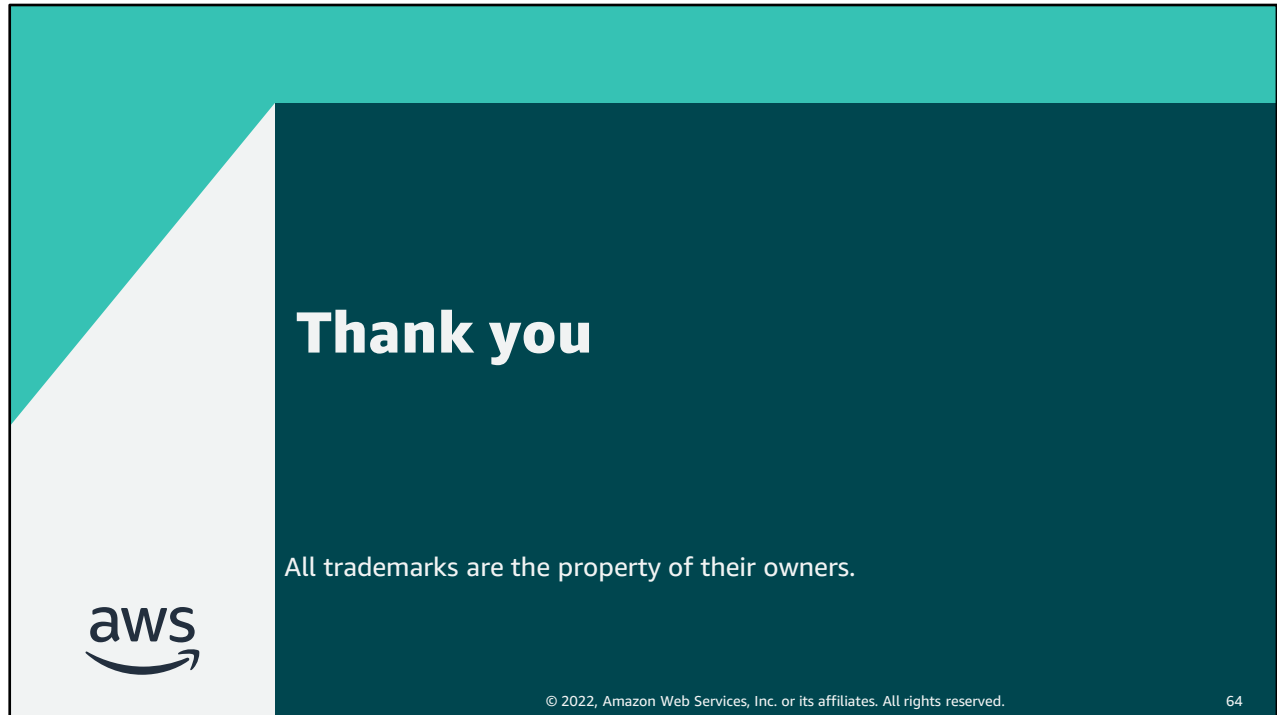 Thank you
All trademarks are the property of their owners.
aws
© 2022, Amazon Web Services, Inc. or its affiliates. All rights reserved.
64